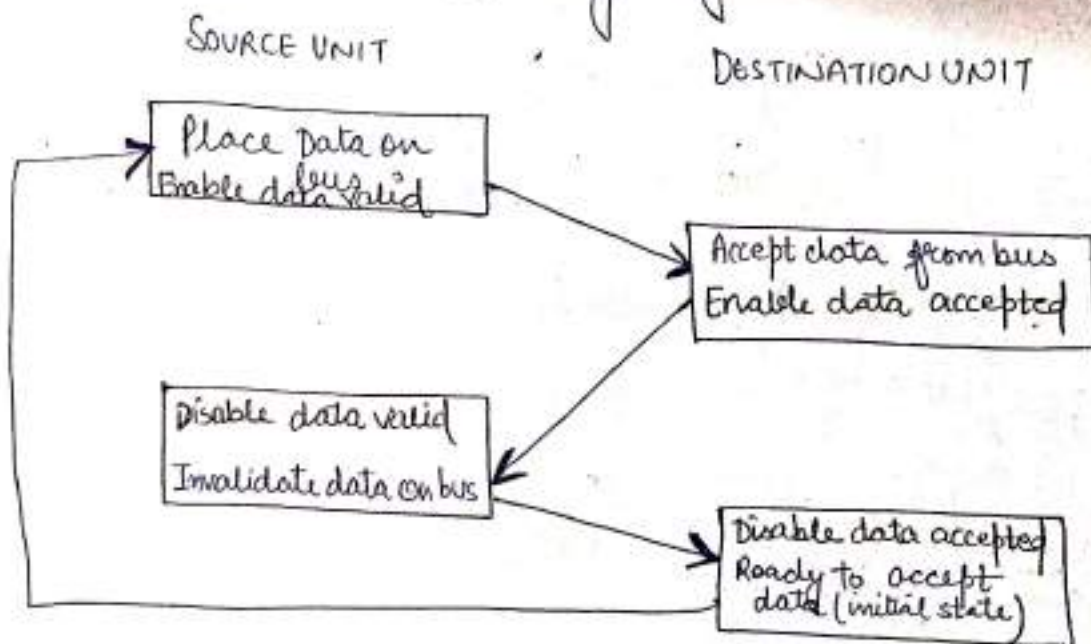 SOURCE UNIT
DESTINATION UNIT
Place Data on
bus
Enable data valid
Accept data from bus
Enable data accepted
Disable data valid
Invalidate data on bus
Disable data accepted
Ready to accept
data (initial state)